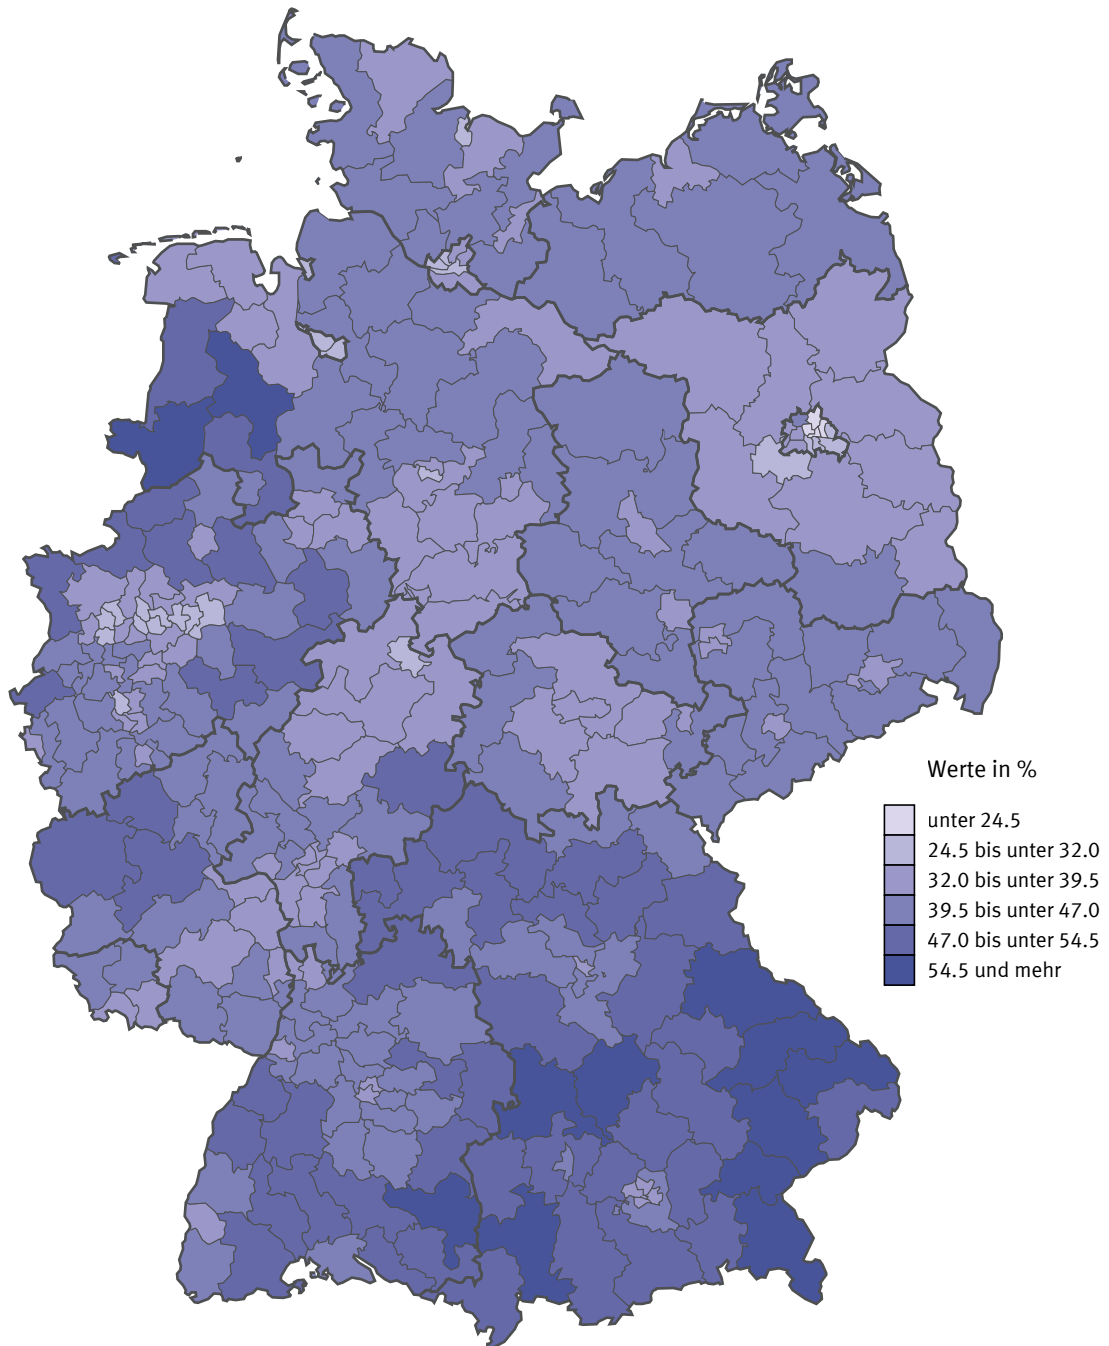 Werte in %
unter 24.5
24.5 bis unter 32.0
32.0 bis unter 39.5
39.5 bis unter 47.0
47.0 bis unter 54.5
54.5 und mehr